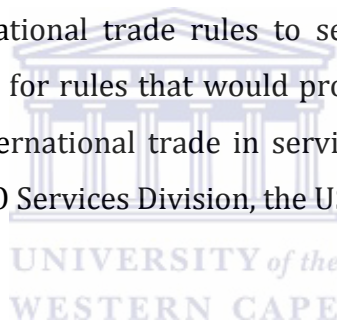 ational trade rules to se
for rules that would pro
ernational trade in servi
O Services Division, the U
UNIVERSITY of the
WESTERN CAPE